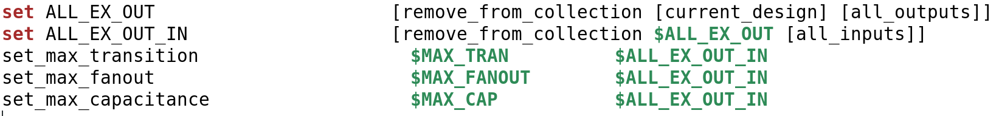 set ALL_EX_OUT [remove_from_collection [current_design] [all_outputs]]
set ALL_EX_OUT_IN [remove_from_collection $ALL_EX_OUT [all_inputs]]
set_max_transition $MAX_TRAN $ALL_EX_OUT_IN
set_max_fanout $MAX_FANOUT $ALL_EX_OUT_IN
set_max_capacitance $MAX_CAP $ALL_EX_OUT_IN